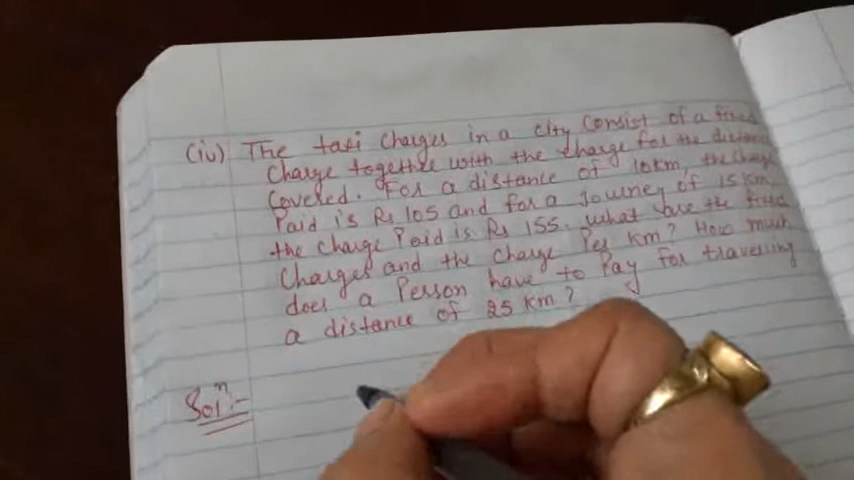 (iv) The taxi charges in a city consist of a fixed
charge together with the charge for the distance
covered. For a distance of 10km, the charge
Paid is Rs 105 and for a Journey of 15 km,
the charge Paid is Rs 155. What are the fixed
charges and the charge Per km? How much
does a Person have to Pay for travelling
a distance of 25 km?
Solⁿ:-